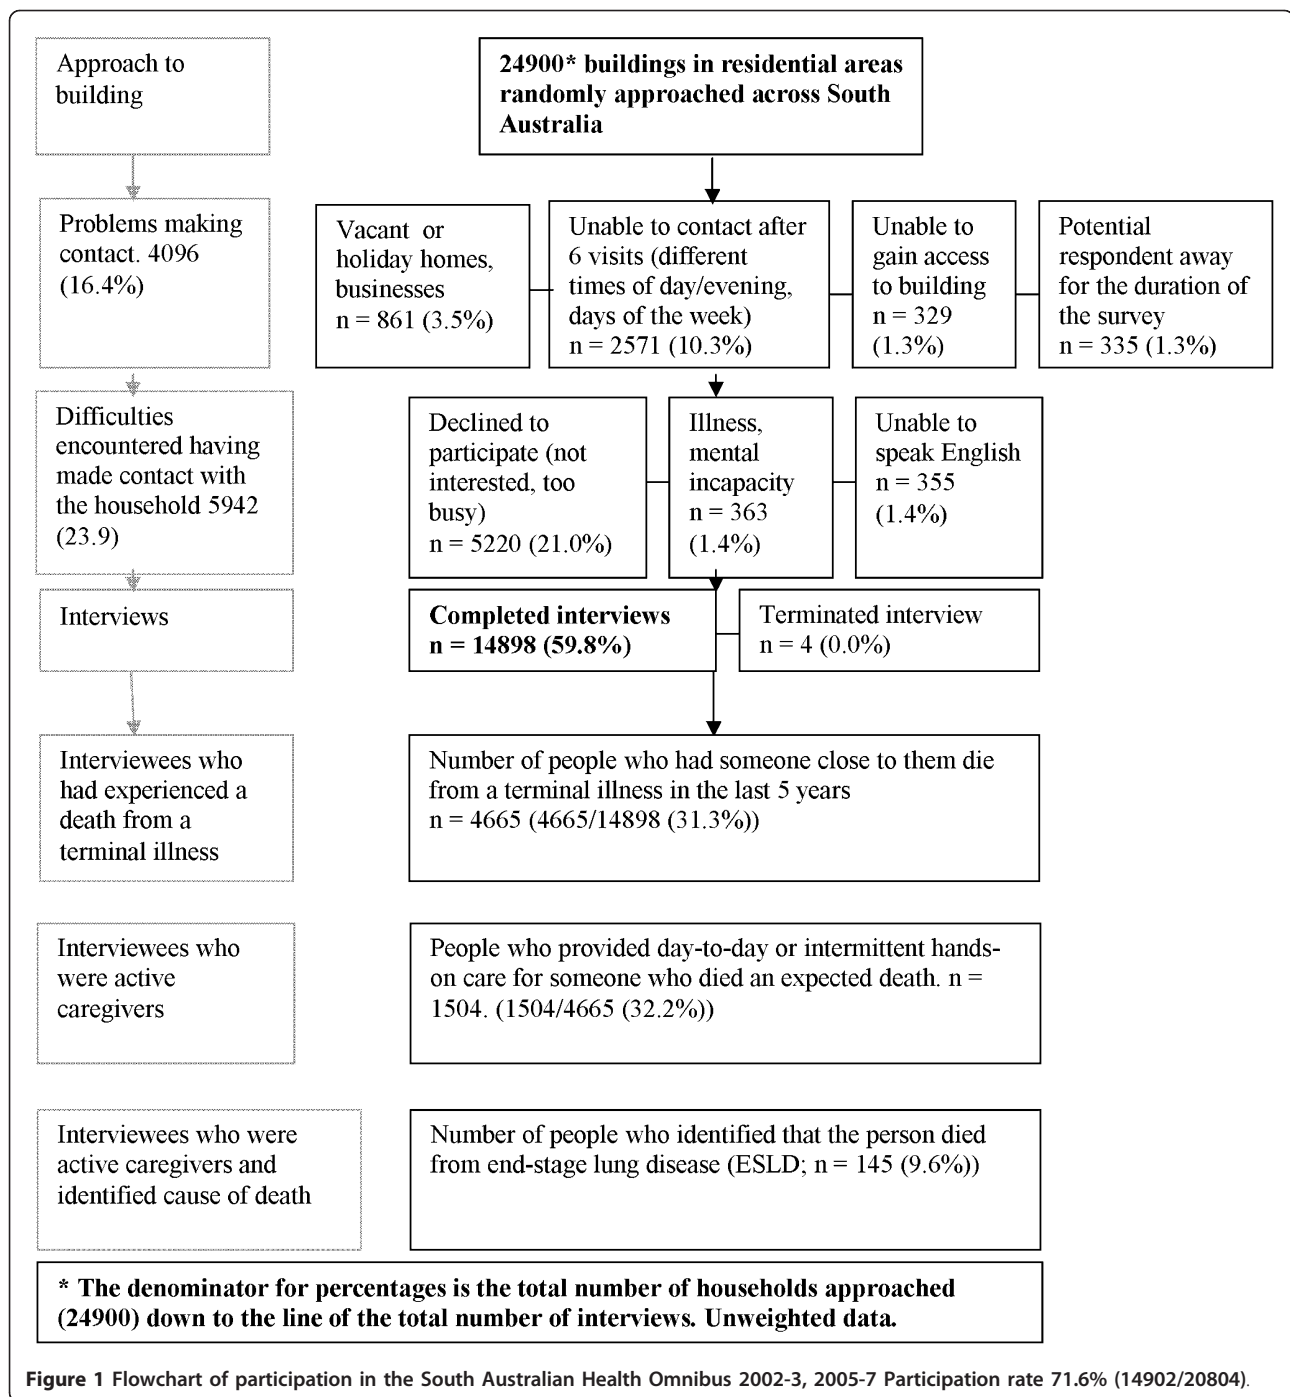 Approach to
building
24900* buildings in residential areas
randomly approached across South
Australia
Problems making
contact. 4096
(16.4%)
Vacant or
holiday homes,
businesses
n = 861 (3.5%)
Unable to contact after
6 visits (different
times of day/evening,
days of the week)
n = 2571 (10.3%)
Unable to
gain access
to building
n = 329
(1.3%)
Potential
respondent away
for the duration of
the survey
n = 335 (1.3%)
Difficulties
encountered having
made contact with
the household 5942
(23.9)
Declined to
participate (not
interested, too
busy)
n = 5220 (21.0%)
Illness,
mental
incapacity
n = 363
(1.4%)
Unable to
speak English
n = 355
(1.4%)
Interviews
Completed interviews
n = 14898 (59.8%)
Terminated interview
n = 4 (0.0%)
Interviewees who
had experienced a
death from a
terminal illness
Number of people who had someone close to them die
from a terminal illness in the last 5 years
n = 4665 (4665/14898 (31.3%))
Interviewees who
were active
caregivers
People who provided day-to-day or intermittent hands-
on care for someone who died an expected death. n =
1504. (1504/4665 (32.2%))
Interviewees who were
active caregivers and
identified cause of death
Number of people who identified that the person died
from end-stage lung disease (ESLD; n = 145 (9.6%))
* The denominator for percentages is the total number of households approached
(24900) down to the line of the total number of interviews. Unweighted data.
Figure 1 Flowchart of participation in the South Australian Health Omnibus 2002-3, 2005-7 Participation rate 71.6% (14902/20804).